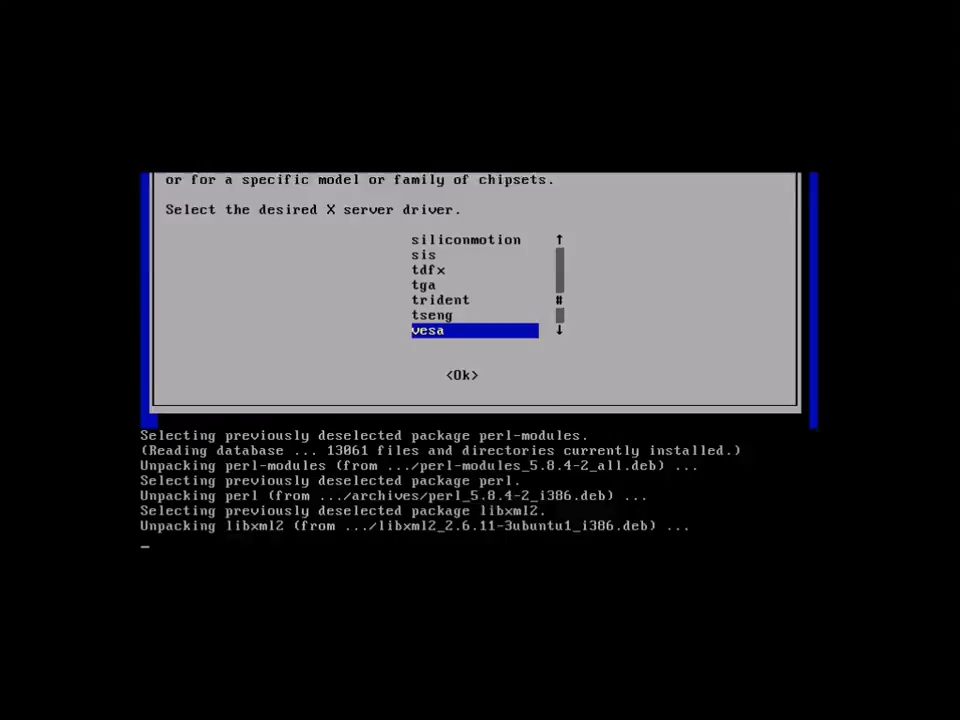 or for a specific model or family of chipsets.
Select the desired X server driver.
siliconmotion ↑
sis
tdfx
tga
trident #
tseng
vesa ↓
<Ok>
Selecting previously deselected package perl-modules.
(Reading database ... 13061 files and directories currently installed.)
Unpacking perl-modules (from .../perl-modules_5.8.4-2_all.deb) ...
Selecting previously deselected package perl.
Unpacking perl (from .../archives/perl_5.8.4-2_i386.deb) ...
Selecting previously deselected package libxml2.
Unpacking libxml2 (from .../libxml2_2.6.11-3ubuntu1_i386.deb) ...
_